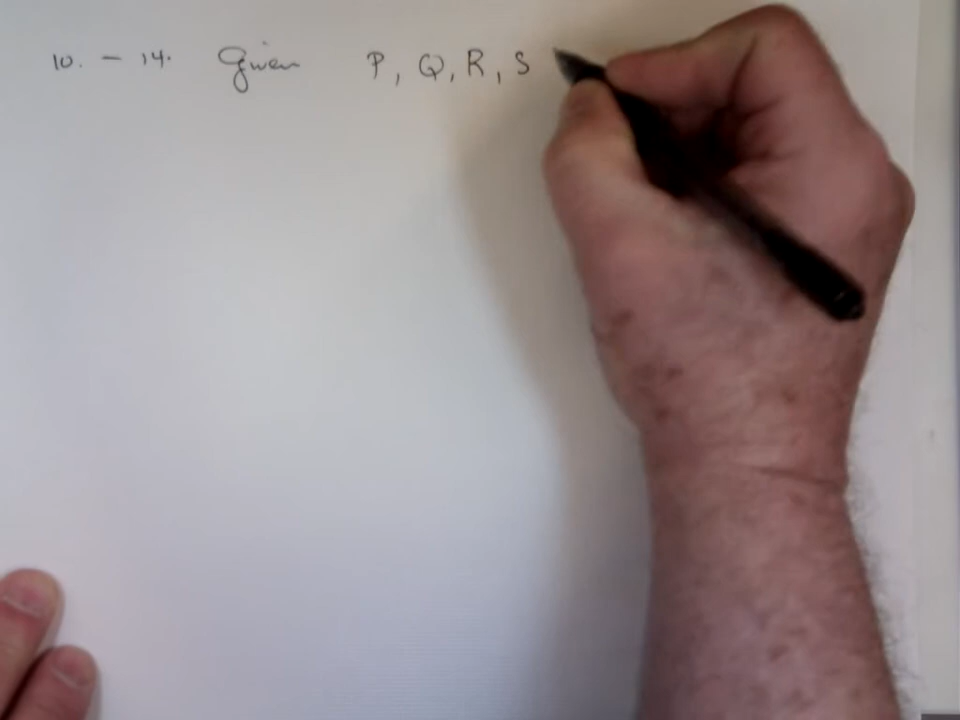 10. - 14. Given P, Q, R, S